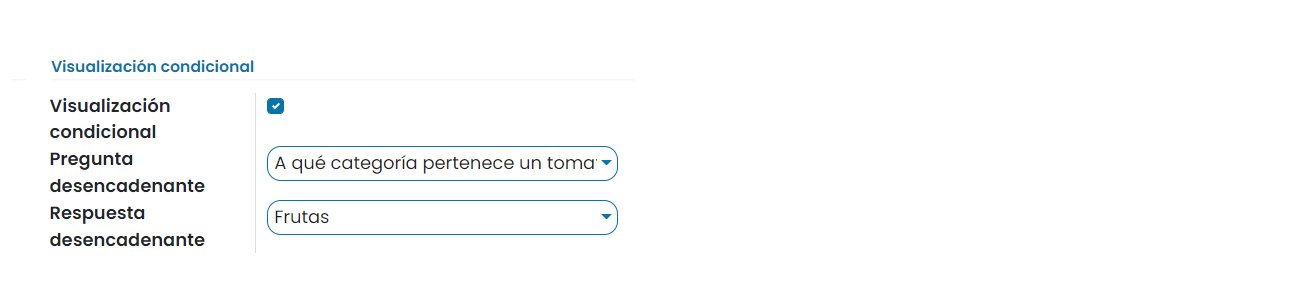 Visualización condicional
Visualización
condicional
Pregunta
desencadenante
A qué categoría pertenece un toma
Respuesta
desencadenante
Frutas